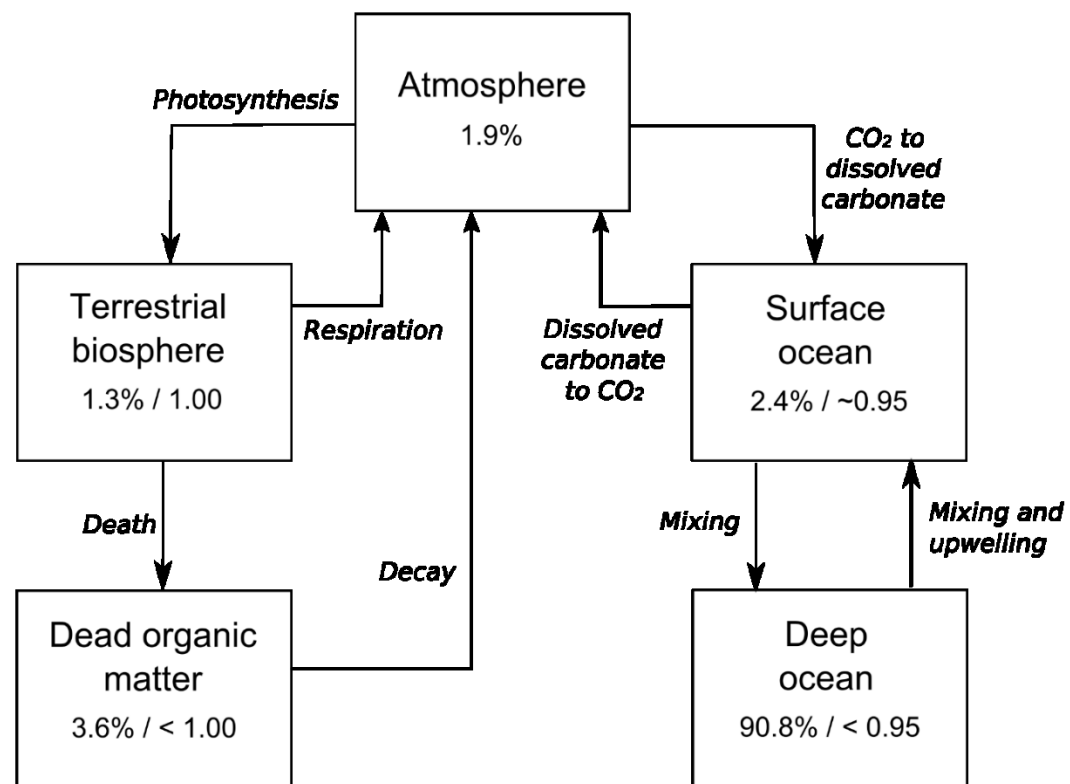 Atmosphere
1.9%
Photosynthesis
CO₂ to
dissolved
carbonate
Terrestrial
biosphere
1.3% / 1.00
Respiration
Dissolved
carbonate
to CO₂
Surface
ocean
2.4% / ~0.95
Death
Decay
Mixing
Mixing and
upwelling
Dead organic
matter
3.6% / < 1.00
Deep
ocean
90.8% / < 0.95